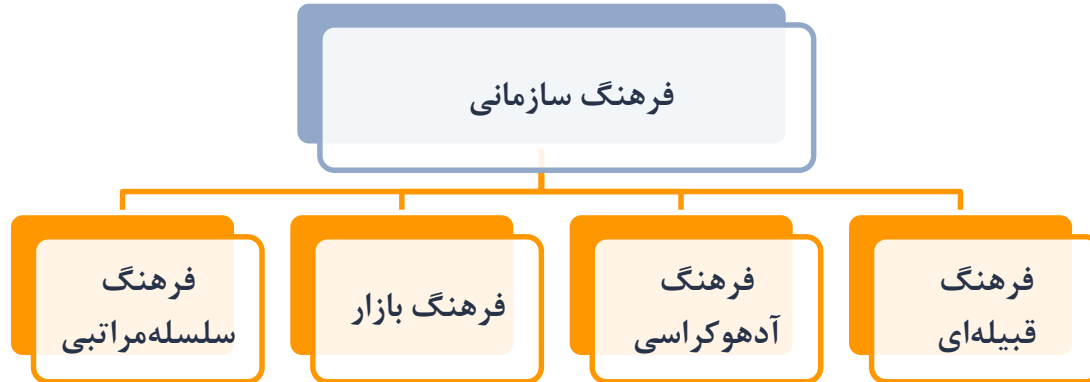 فرهنگ سازمانی
فرهنگ
قبیله‌ای
فرهنگ
آدهوکراسی
فرهنگ بازار
فرهنگ
سلسله‌مراتبی